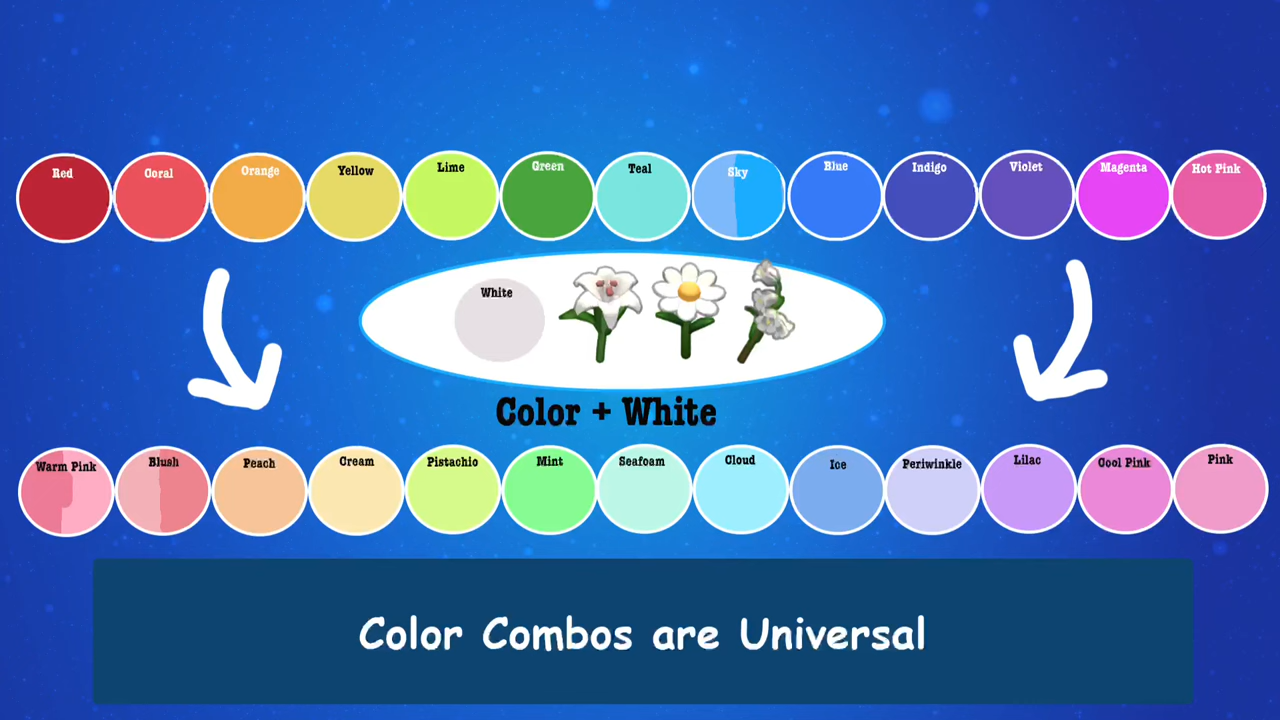 Red Coral Orange Yellow Lime Green Teal Sky Blue Indigo Violet Magenta Hot Pink
White
Color + White
Warm Pink Blush Peach Cream Pistachio Mint Seafoam Cloud Ice Periwinkle Lilac Cool Pink Pink
Color Combos are Universal